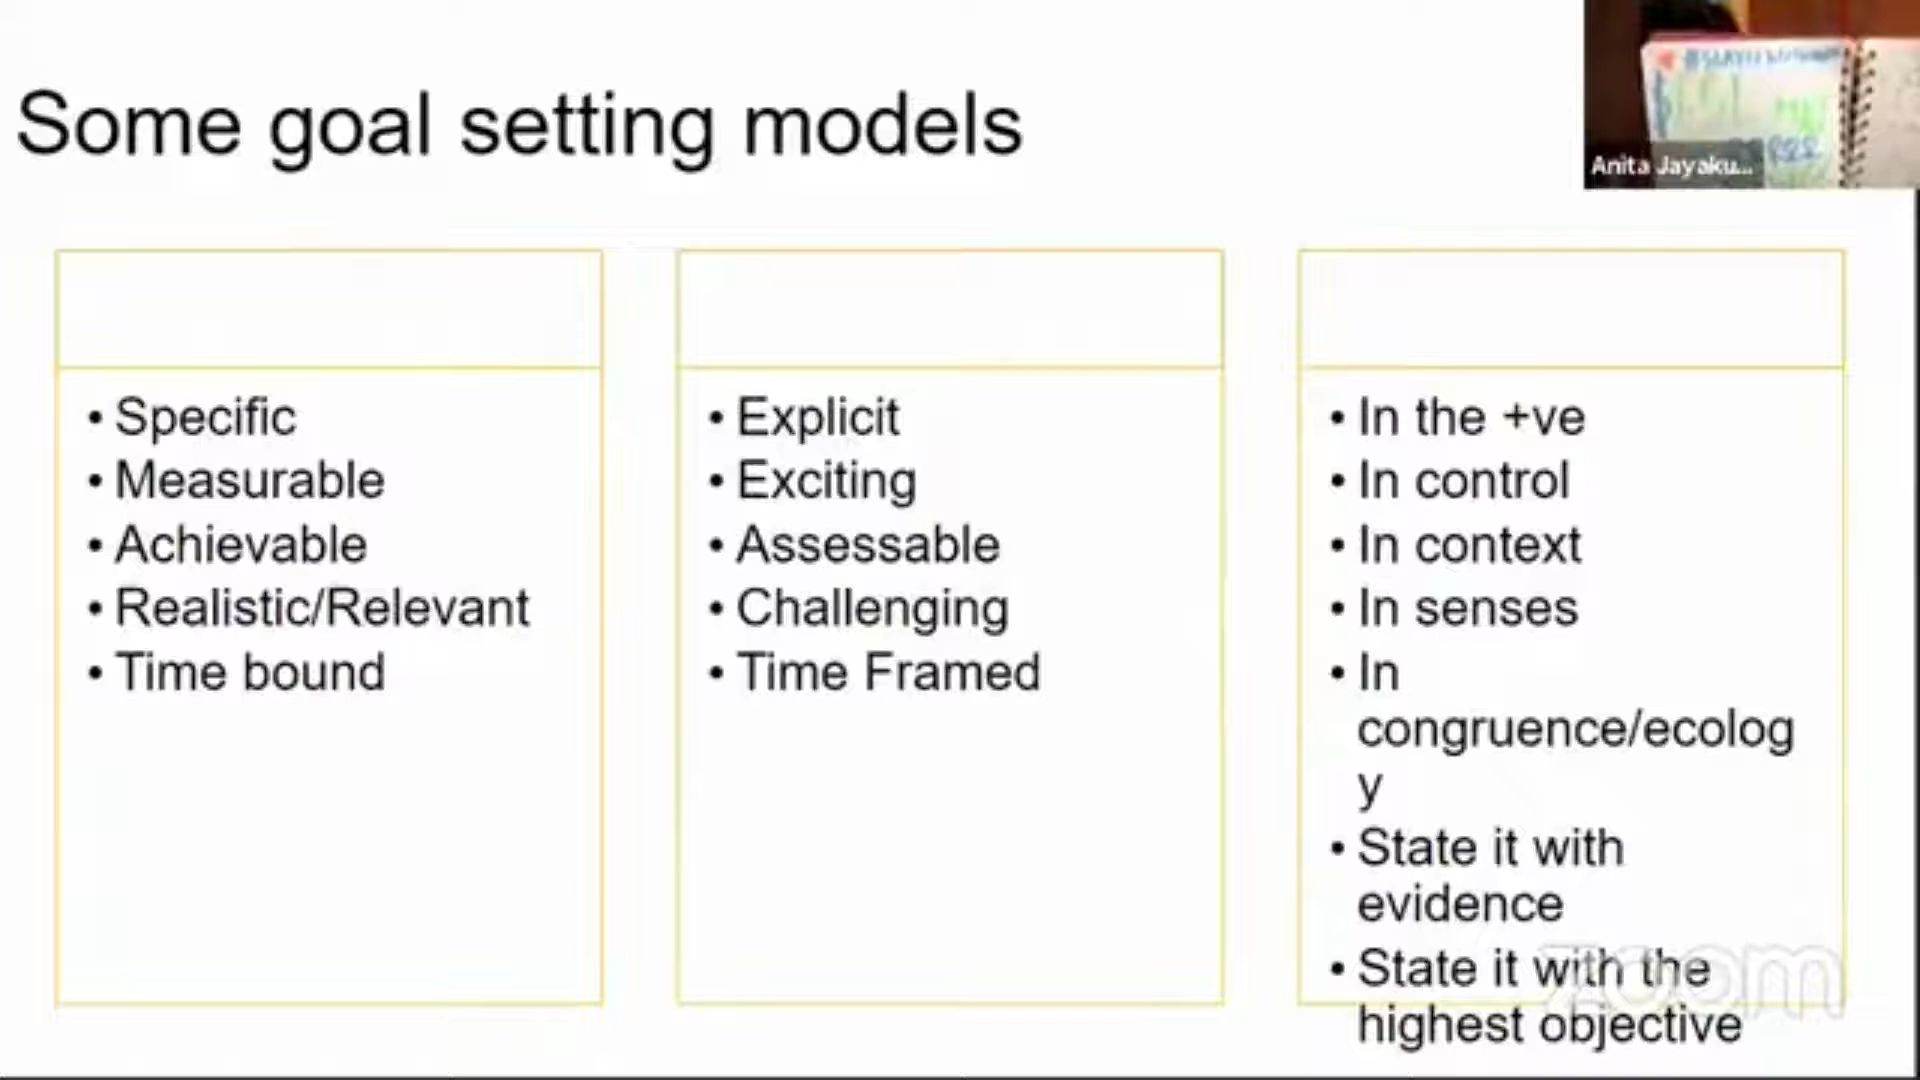 Some goal setting models
Anita Jayaku...
• Specific
• Measurable
• Achievable
• Realistic/Relevant
• Time bound
• Explicit
• Exciting
• Assessable
• Challenging
• Time Framed
• In the +ve
• In control
• In context
• In senses
• In
congruence/ecolog
y
• State it with
evidence
• State it with the
highest objective
zoom